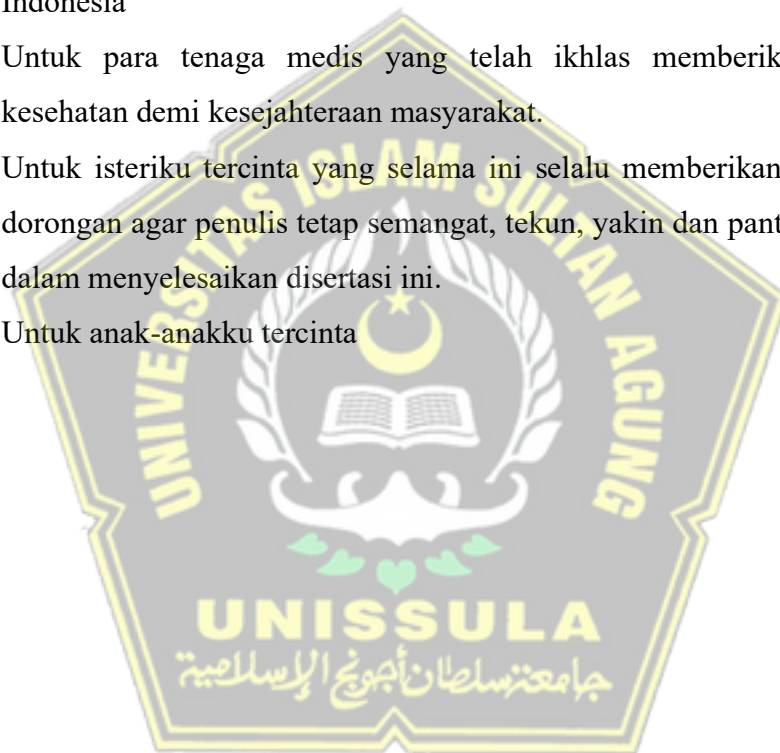 Indonesia
Untuk para tenaga medis yang telah ikhlas memberik
kesehatan demi kesejahteraan masyarakat.
Untuk isteriku tercinta yang selama ini selalu memberikan
dorongan agar penulis tetap semangat, tekun, yakin dan pant
dalam menyelesaikan disertasi ini.
Untuk anak-anakku tercinta
UNIVERSITAS ISLAM SULTAN AGUNG
UNISSULA
جامعة سلطان أجونج الإسلامية